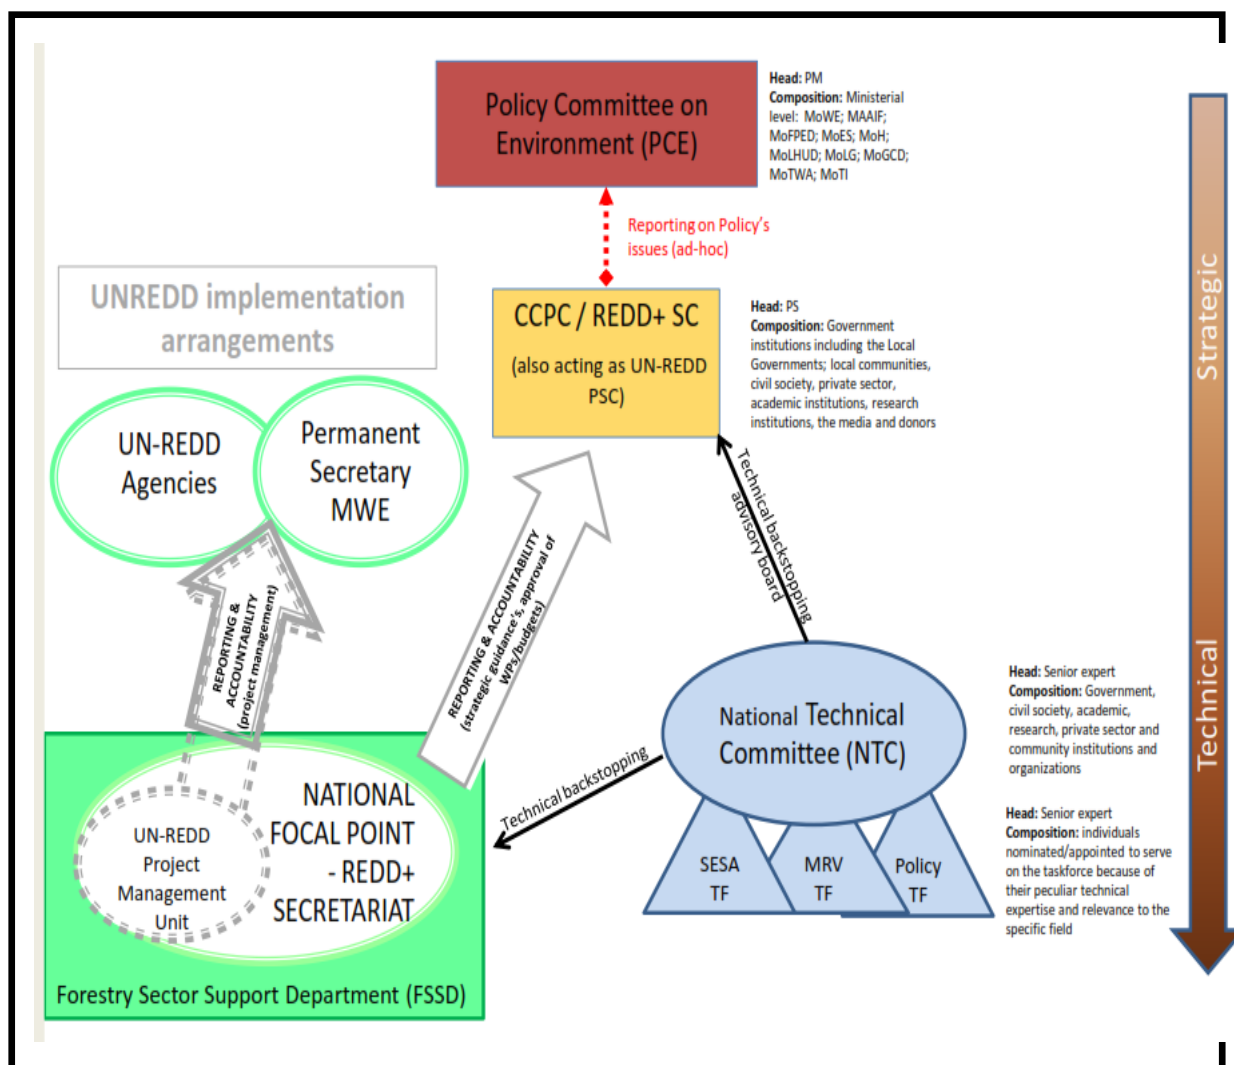 Policy Committee on
Environment (PCE)
Head: PM
Composition: Ministerial
level: MoWE; MAAIF;
MoFPED; MoES; MoH;
MoLHUD; MoLG; MoGCD;
MoTWA; MoTI
Reporting on Policy's
issues (ad-hoc)
UNREDD implementation
arrangements
CCPC / REDD+ SC
(also acting as UN-REDD
PSC)
Head: PS
Composition: Government
institutions including the Local
Governments; local communities,
civil society, private sector,
academic institutions, research
institutions, the media and donors
Strategic
UN-REDD
Agencies
Permanent
Secretary
MWE
Technical backstopping
advisory board
REPORTING &
ACCOUNTABILITY
(project management)
REPORTING & ACCOUNTABILITY
(strategic guidance's, approval of
WPs/budgets)
National Technical
Committee (NTC)
Head: Senior expert
Composition: Government,
civil society, academic,
research, private sector and
community institutions and
organizations
Technical
Technical backstopping
SESA
TF
MRV
TF
Policy
TF
Head: Senior expert
Composition: individuals
nominated/appointed to serve
on the taskforce because of
their peculiar technical
expertise and relevance to the
specific field
UN-REDD
Project
Management
Unit
NATIONAL
FOCAL POINT
- REDD+
SECRETARIAT
Forestry Sector Support Department (FSSD)